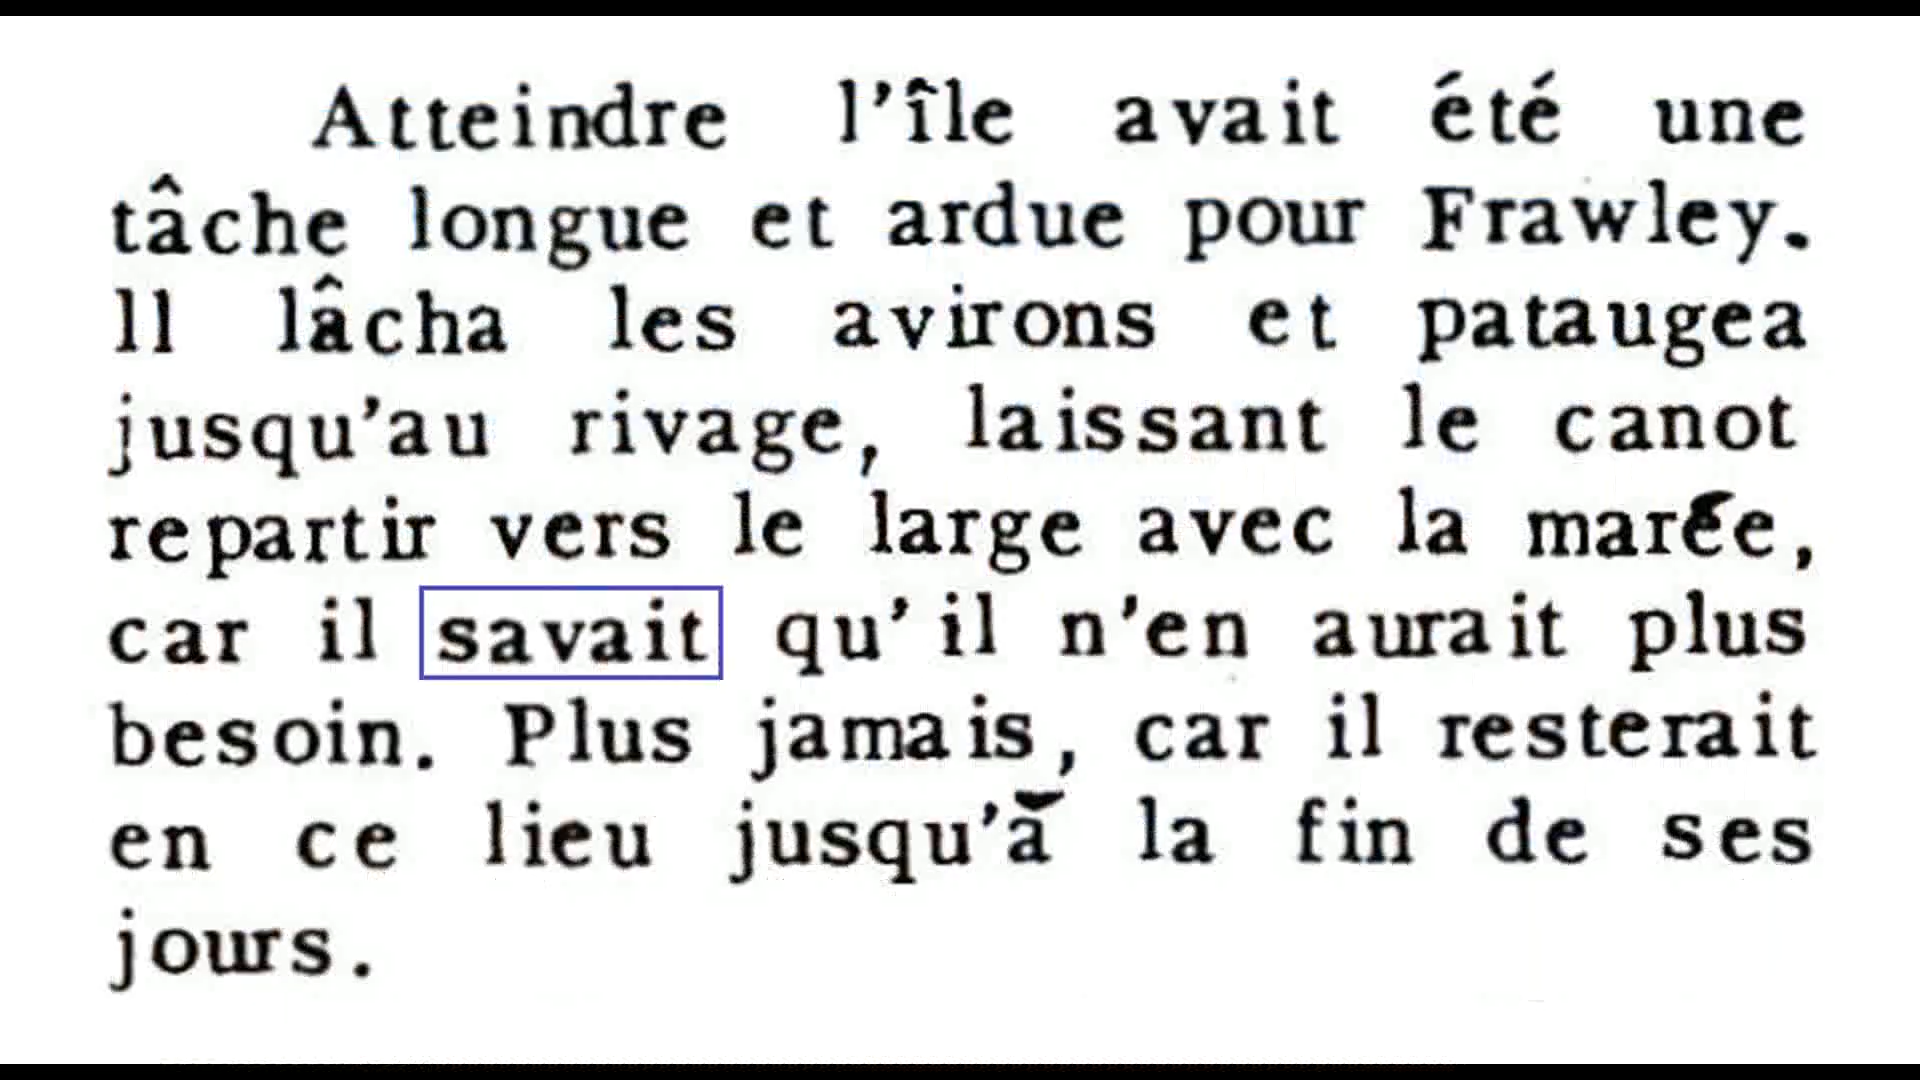 Atteindre l'île avait été une
tâche longue et ardue pour Frawley.
Il lâcha les avirons et pataugea
jusqu'au rivage, laissant le canot
repartir vers le large avec la marée,
car il savait qu'il n'en aurait plus
besoin. Plus jamais, car il resterait
en ce lieu jusqu'à la fin de ses
jours.